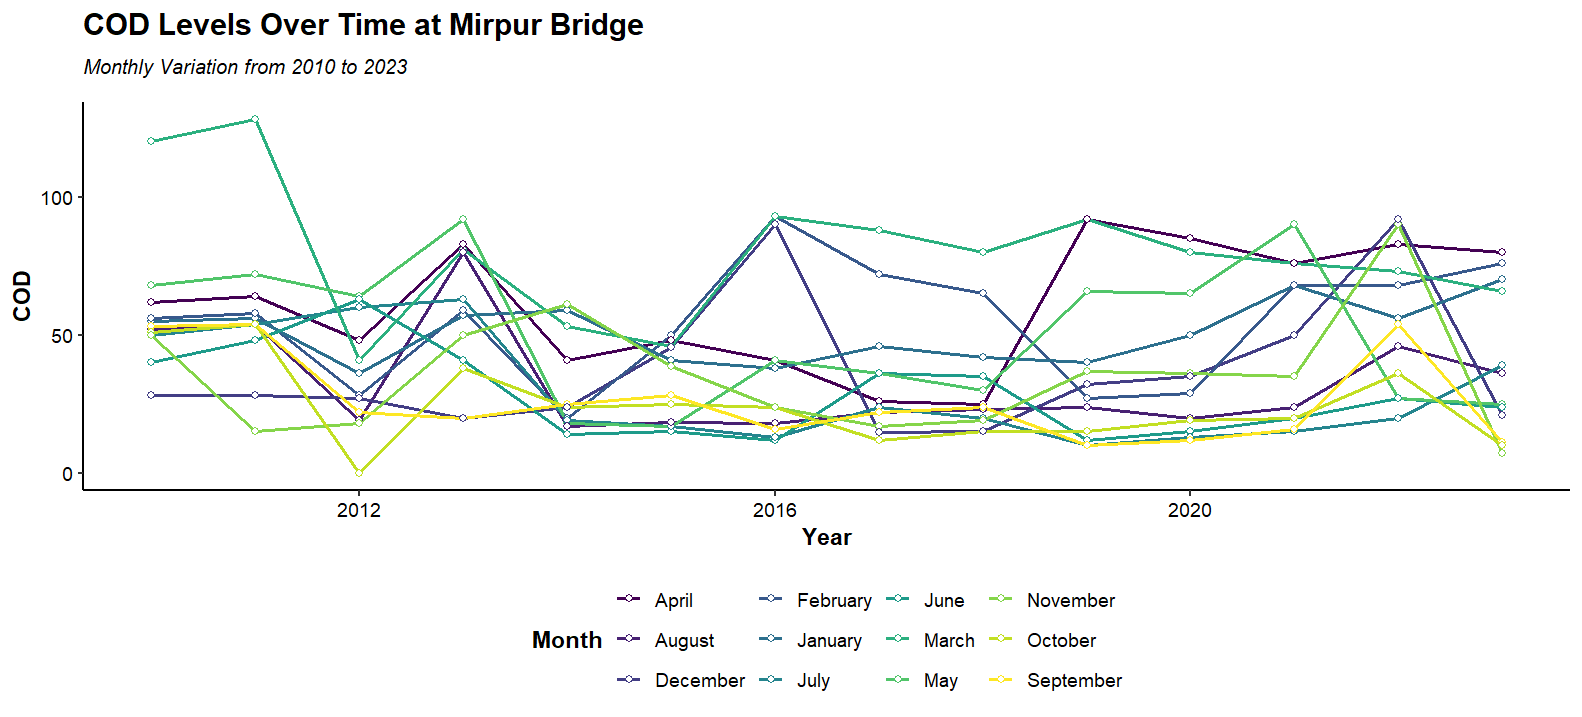 COD Levels Over Time at Mirpur Bridge
Monthly Variation from 2010 to 2023
COD
100
50
0
2012 2016 2020
Year
Month
April February June November
August January March October
December July May September